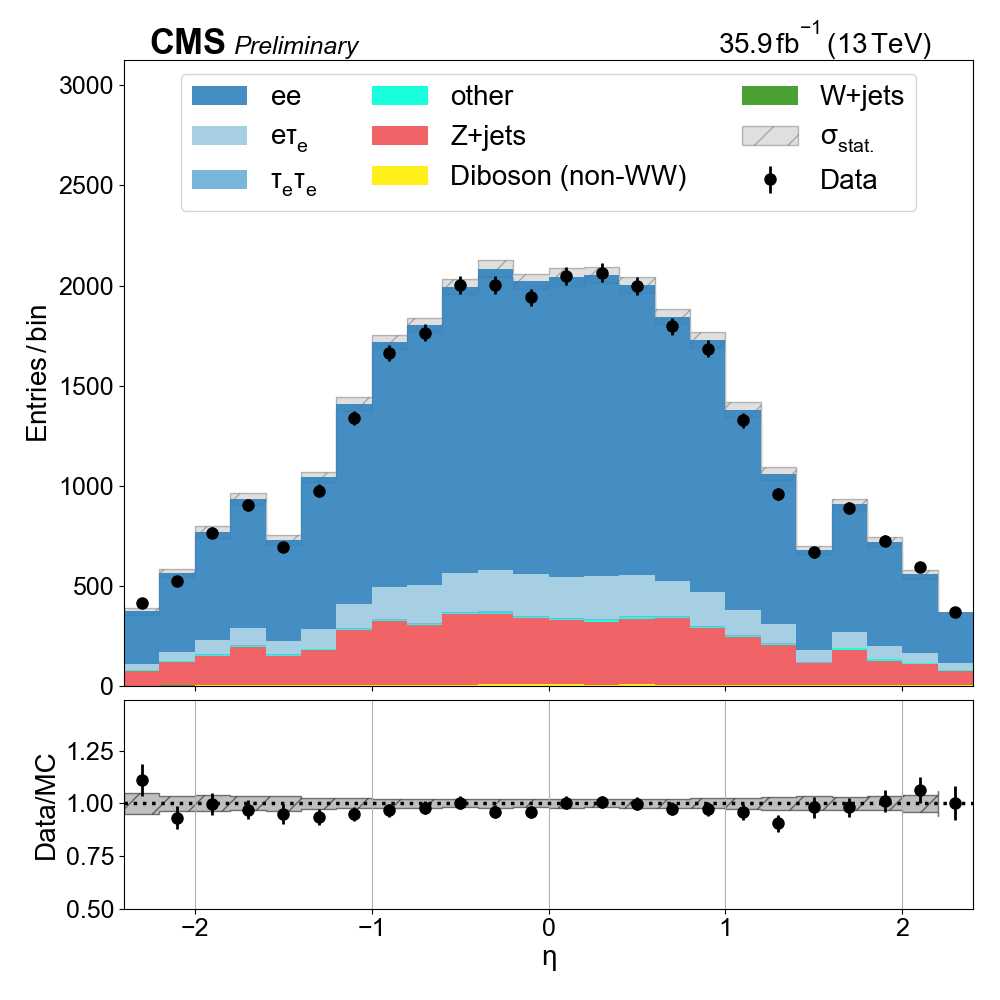 CMS Preliminary 35.9 fb⁻¹ (13 TeV)
3000
2500
2000
1500
1000
500
0
Entries / bin
ee
eτₑ
τₑτₑ
other
Z+jets
Diboson (non-WW)
W+jets
σstat.
Data
1.25
1.00
0.75
0.50
Data/MC
−2 −1 0 1 2
η